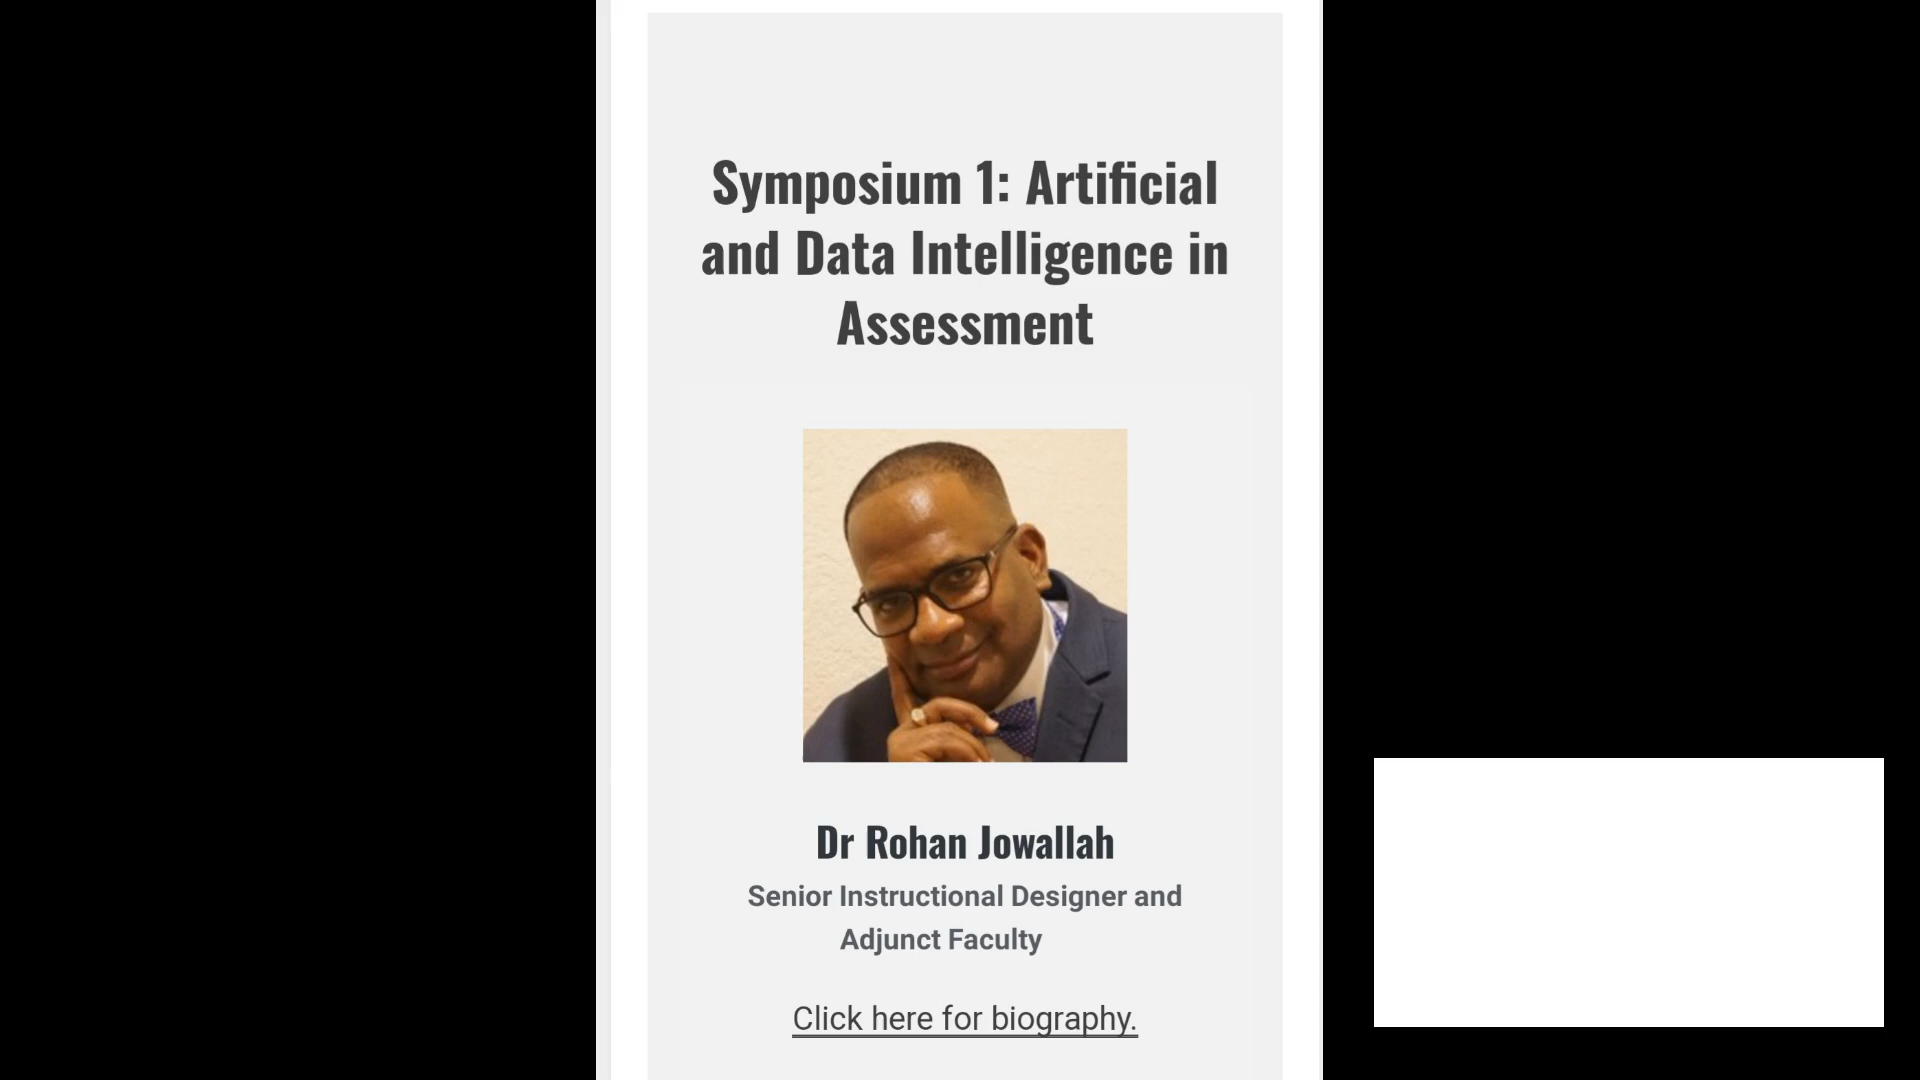 Symposium 1: Artificial
and Data Intelligence in
Assessment
Dr Rohan Jowallah
Senior Instructional Designer and
Adjunct Faculty
Click here for biography.